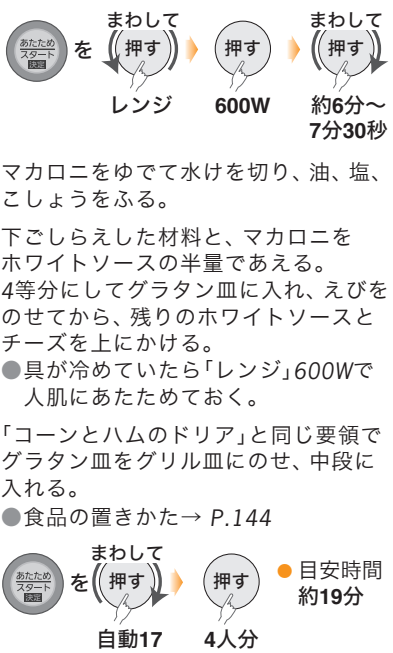 まわして まわして
あたため スタート 決定 を 押す 押す 押す
レンジ 600W 約6分～
7分30秒
マカロニをゆでて水けを切り、油、塩、
こしょうをふる。
下ごしらえした材料と、マカロニを
ホワイトソースの半量であえる。
4等分にしてグラタン皿に入れ、えびを
のせてから、残りのホワイトソースと
チーズを上にかける。
●具が冷めていたら「レンジ」600Wで
人肌にあたためておく。
「コーンとハムのドリア」と同じ要領で
グラタン皿をグリル皿にのせ、中段に
入れる。
●食品の置きかた→ P.144
まわして
あたため スタート 決定 を 押す 押す ●目安時間
約19分
自動17 4人分